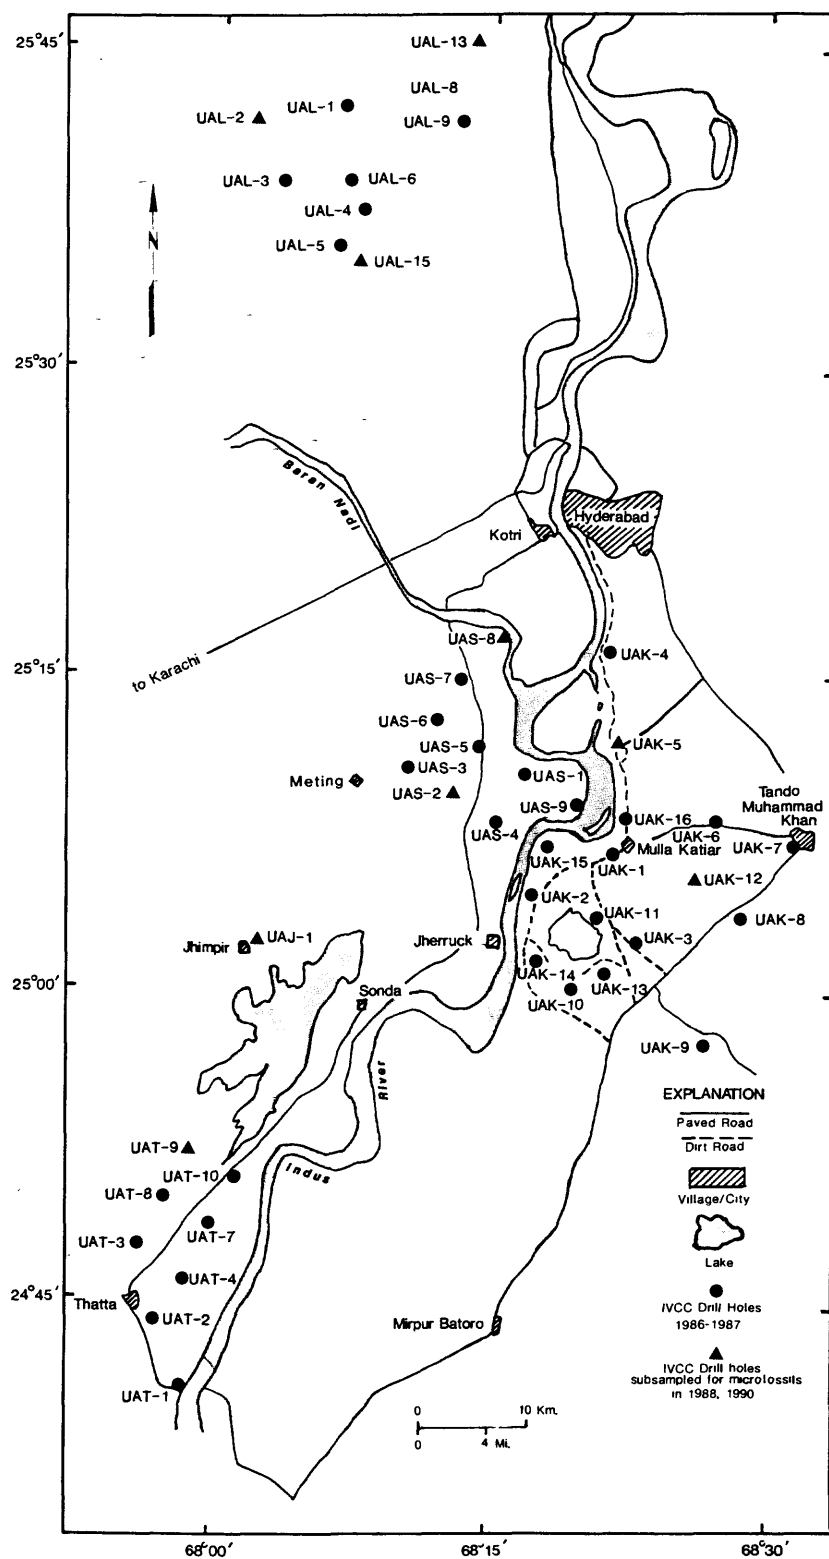 25°45′
UAL-13
UAL-8
UAL-1
UAL-2
UAL-9
UAL-3
UAL-6
UAL-4
UAL-5
UAL-15
N
25°30′
Baran Nadi
Hyderabad
Kotri
to Karachi
UAS-8
25°15′
UAK-4
UAS-7
UAS-6
UAS-5
UAK-5
UAS-3
Meting
UAS-1
UAS-2
Tando
Muhammad
Khan
UAS-9
UAS-4
UAK-16
UAK-6
UAK-7
Mulla Katiar
UAK-15
UAK-1
UAK-12
UAK-2
UAK-11
UAK-8
UAJ-1
Jhimpir
Jherruck
UAK-3
UAK-14
UAK-13
25°00′
Sonda
UAK-10
UAK-9
River
EXPLANATION
Paved Road
Dirt Road
UAT-9
UAT-10
Indus
UAT-8
Village/City
UAT-7
UAT-3
Lake
UAT-4
24°45′
Thatta
UAT-2
Mirpur Batoro
IVCC Drill Holes
1986-1987
UAT-1
IVCC Drill holes
subsampled for microfossils
in 1988, 1990
0 10 Km.
0 4 Mi.
68°00′
68°15′
68°30′